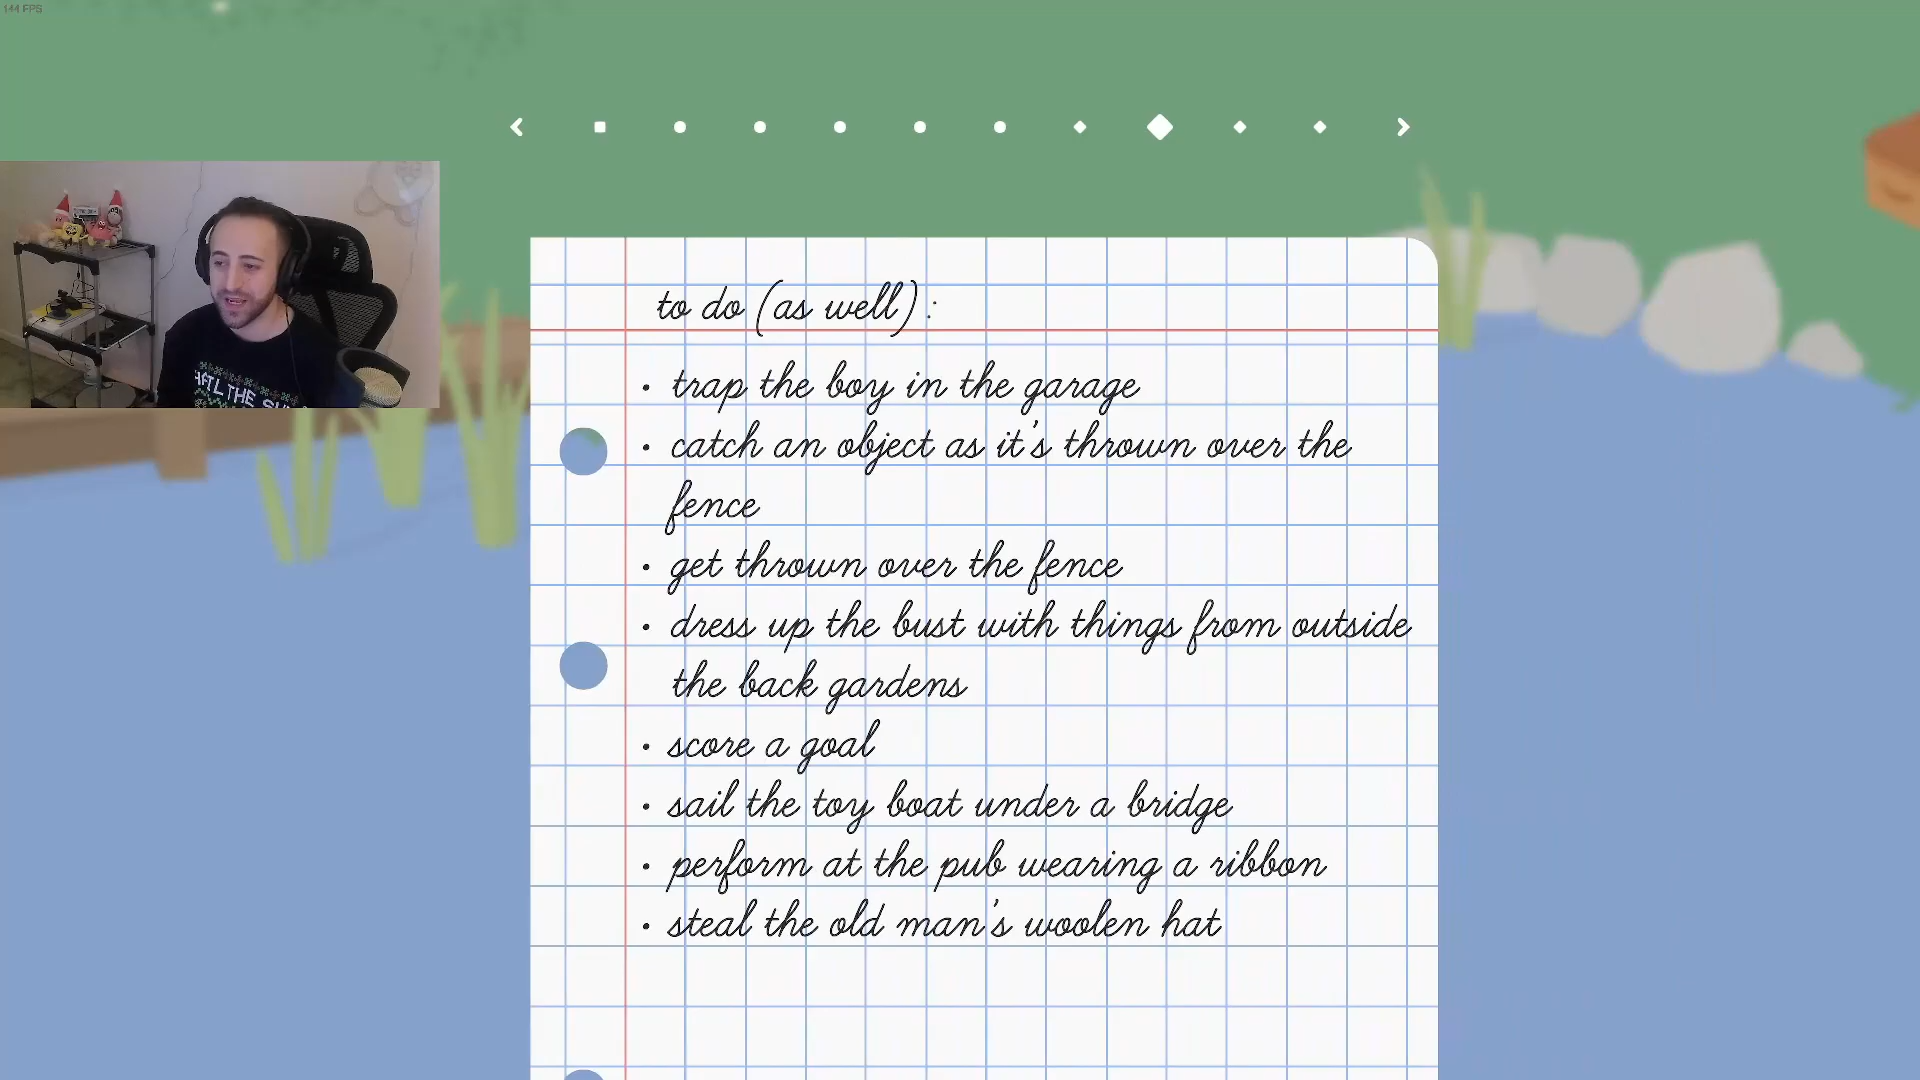 144 FPS
to do (as well):
• trap the boy in the garage
• catch an object as it's thrown over the
fence
• get thrown over the fence
• dress up the bust with things from outside
the back gardens
• score a goal
• sail the toy boat under a bridge
• perform at the pub wearing a ribbon
• steal the old man's woolen hat